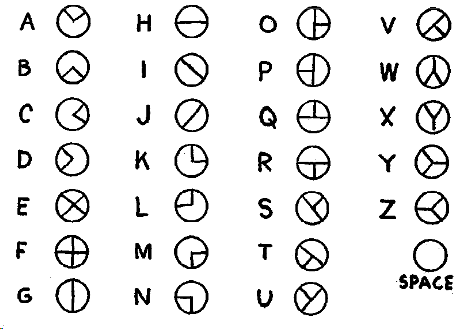 A H O V
B I P W
C J Q X
D K R Y
E L S Z
F M T
SPACE
G N U